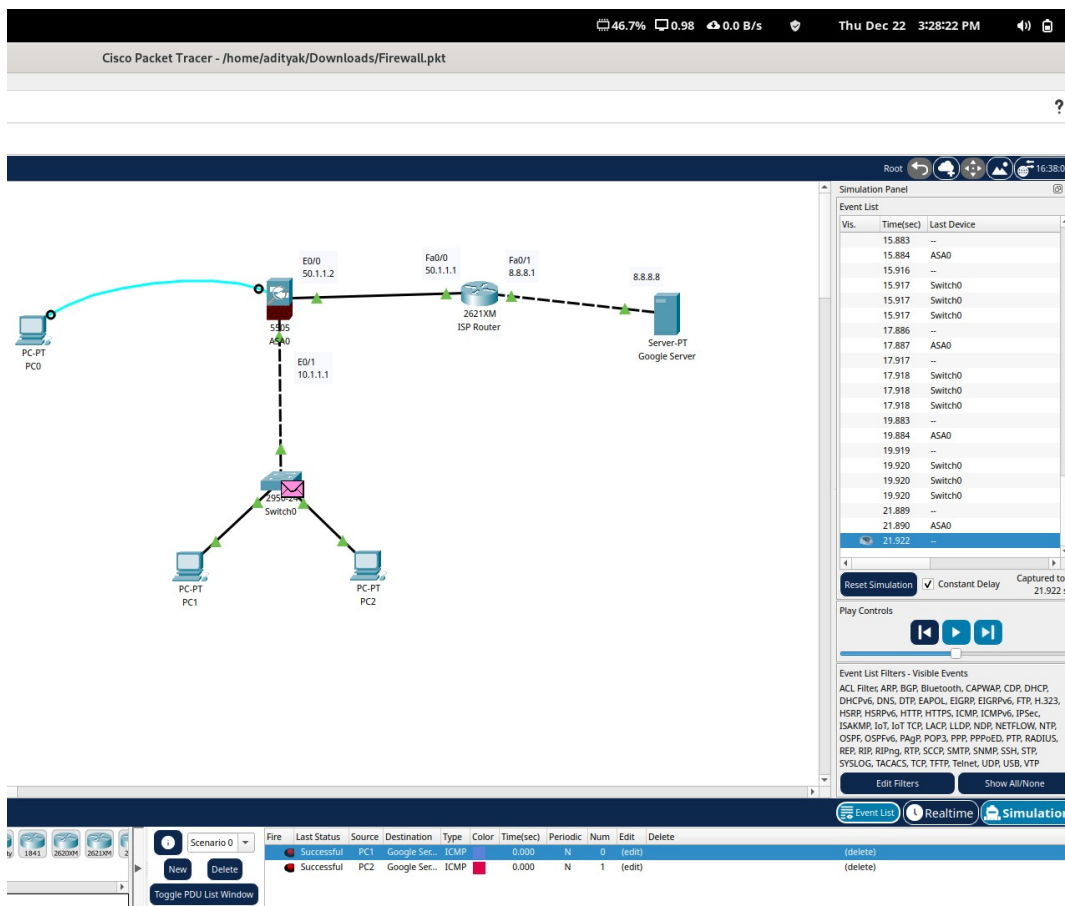 46.7% 0.98 0.0 B/s Thu Dec 22 3:28:22 PM
Cisco Packet Tracer - /home/adityak/Downloads/Firewall.pkt
?
Root 16:38:0
Simulation Panel
Event List
Vis. Time(sec) Last Device
15.883 --
15.884 ASA0
15.916 --
15.917 Switch0
15.917 Switch0
15.917 Switch0
17.886 --
17.887 ASA0
17.917 --
17.918 Switch0
17.918 Switch0
17.918 Switch0
19.883 --
19.884 ASA0
19.919 --
19.920 Switch0
19.920 Switch0
19.920 Switch0
21.889 --
21.890 ASA0
21.922 --
Reset Simulation Constant Delay Captured to
21.922 s
Play Controls
Event List Filters - Visible Events
ACL Filter, ARP, BGP, Bluetooth, CAPWAP, CDP, DHCP,
DHCPv6, DNS, DTP, EAPOL, EIGRP, EIGRPv6, FTP, H.323,
HSRP, HSRPv6, HTTP, HTTPS, ICMP, ICMPv6, IPSec,
ISAKMP, IoT, IoT TCP, LACP, LLDP, NDP, NETFLOW, NTP,
OSPF, OSPFv6, PAgP, POP3, PPP, PPPoED, PTP, RADIUS,
REP, RIP, RIPng, RTP, SCCP, SMTP, SNMP, SSH, STP,
SYSLOG, TACACS, TCP, TFTP, Telnet, UDP, USB, VTP
Edit Filters Show All/None
Event List Realtime Simulation
E0/0
50.1.1.2
Fa0/0
50.1.1.1
Fa0/1
8.8.8.1
8.8.8.8
PC-PT
PC0
5505
ASA0
2621XM
ISP Router
Server-PT
Google Server
E0/1
10.1.1.1
2950-24
Switch0
PC-PT
PC1
PC-PT
PC2
1841 2620XM 2621XM 2
Scenario 0
New Delete
Toggle PDU List Window
Fire Last Status Source Destination Type Color Time(sec) Periodic Num Edit Delete
Successful PC1 Google Ser... ICMP 0.000 N 0 (edit) (delete)
Successful PC2 Google Ser... ICMP 0.000 N 1 (edit) (delete)